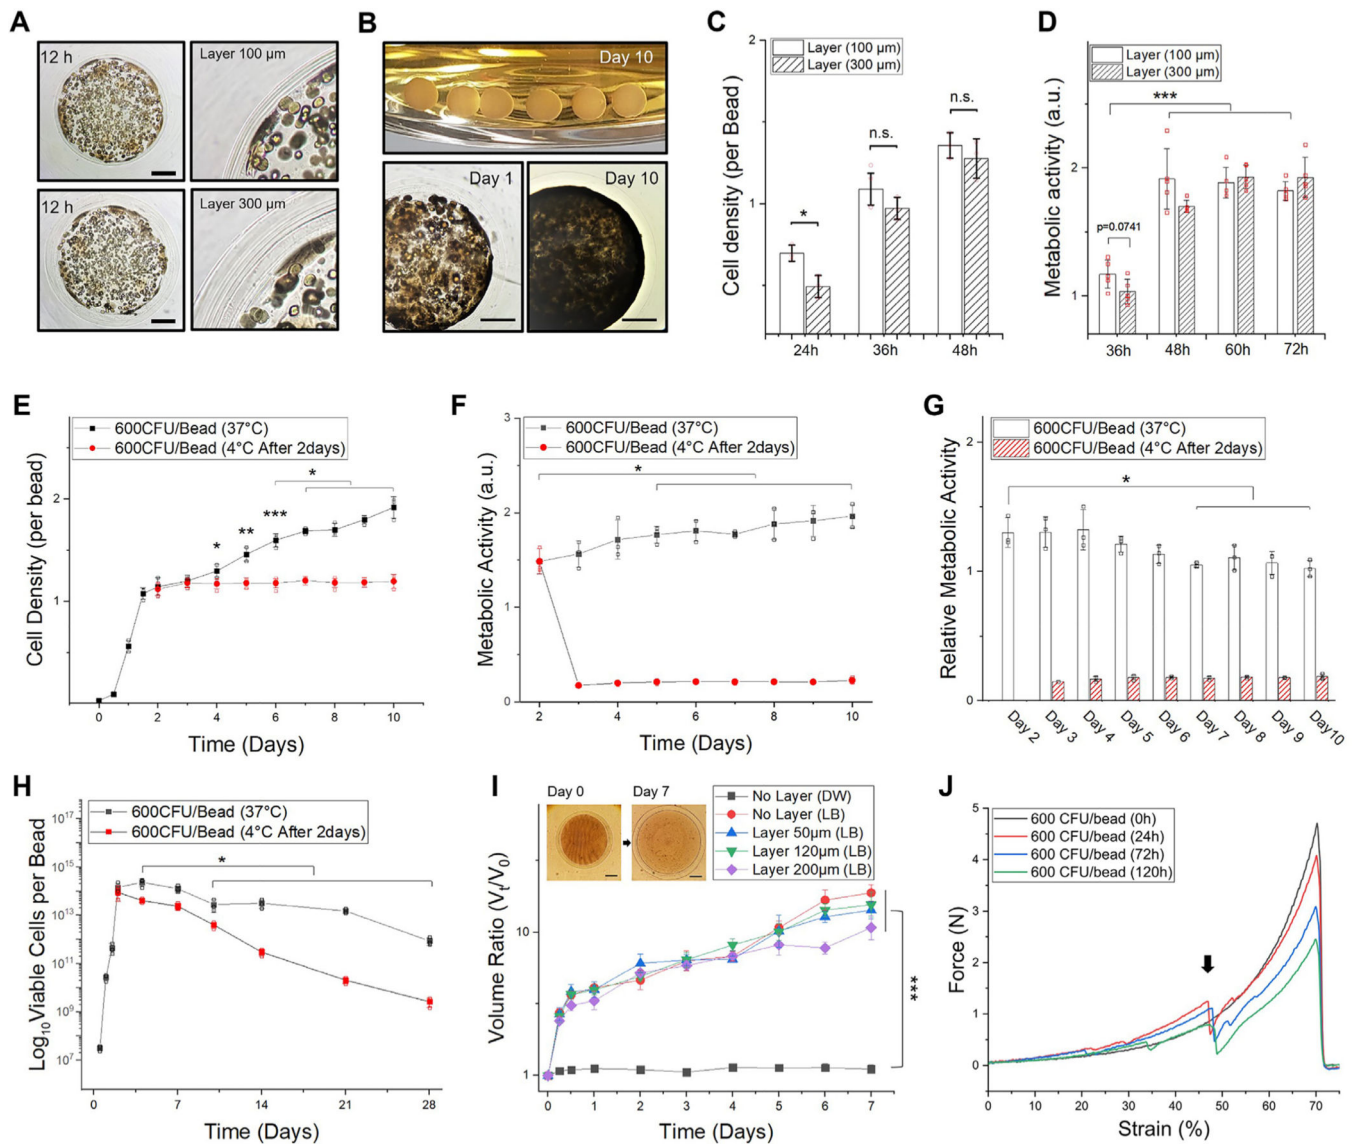 A
12 h
Layer 100 µm
12 h
Layer 300 µm
B
Day 10
Day 1
Day 10
C
Layer (100 µm)
Layer (300 µm)
Cell density (per Bead)
2
1
*
n.s.
n.s.
24h
36h
48h
D
Layer (100 µm)
Layer (300 µm)
Metabolic activity (a.u.)
2
1
***
p=0.0741
36h
48h
60h
72h
E
600CFU/Bead (37°C)
600CFU/Bead (4°C After 2days)
Cell Density (per bead)
2
1
*
**
***
*
0
2
4
6
8
10
Time (Days)
F
600CFU/Bead (37°C)
600CFU/Bead (4°C After 2days)
Metabolic Activity (a.u.)
3
2
1
0
*
2
4
6
8
10
Time (Days)
G
600CFU/Bead (37°C)
600CFU/Bead (4°C After 2days)
Relative Metabolic Activity
2
1
0
*
Day 2
Day 3
Day 4
Day 5
Day 6
Day 7
Day 8
Day 9
Day10
H
600CFU/Bead (37°C)
600CFU/Bead (4°C After 2days)
Log10Viable Cells per Bead
10^17
10^15
10^13
10^11
10^9
10^7
*
0
7
14
21
28
Time (Days)
I
Day 0
Day 7
No Layer (DW)
No Layer (LB)
Layer 50µm (LB)
Layer 120µm (LB)
Layer 200µm (LB)
Volume Ratio (Vt/V0)
10
1
***
0
1
2
3
4
5
6
7
Time (Days)
J
600 CFU/bead (0h)
600 CFU/bead (24h)
600 CFU/bead (72h)
600 CFU/bead (120h)
Force (N)
5
4
3
2
1
0
0
10
20
30
40
50
60
70
Strain (%)